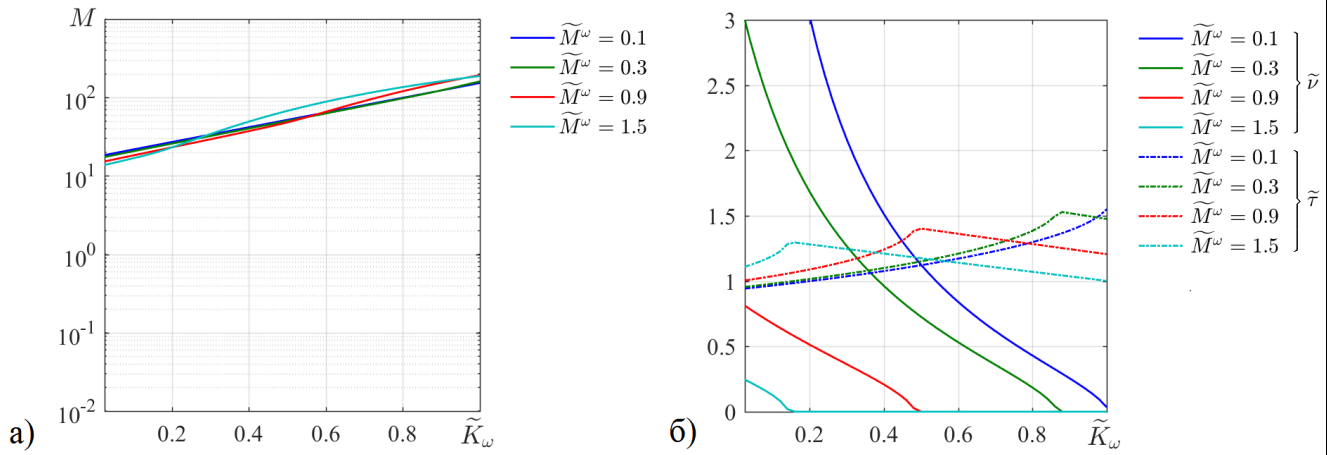 M
10^2
10^1
10^0
10^-1
10^-2
0.2 0.4 0.6 0.8 K̃_ω
а)
M̃^ω = 0.1
M̃^ω = 0.3
M̃^ω = 0.9
M̃^ω = 1.5
3
2.5
2
1.5
1
0.5
0
0.2 0.4 0.6 0.8 K̃_ω
б)
M̃^ω = 0.1
M̃^ω = 0.3
M̃^ω = 0.9
M̃^ω = 1.5
ν̃
M̃^ω = 0.1
M̃^ω = 0.3
M̃^ω = 0.9
M̃^ω = 1.5
τ̃